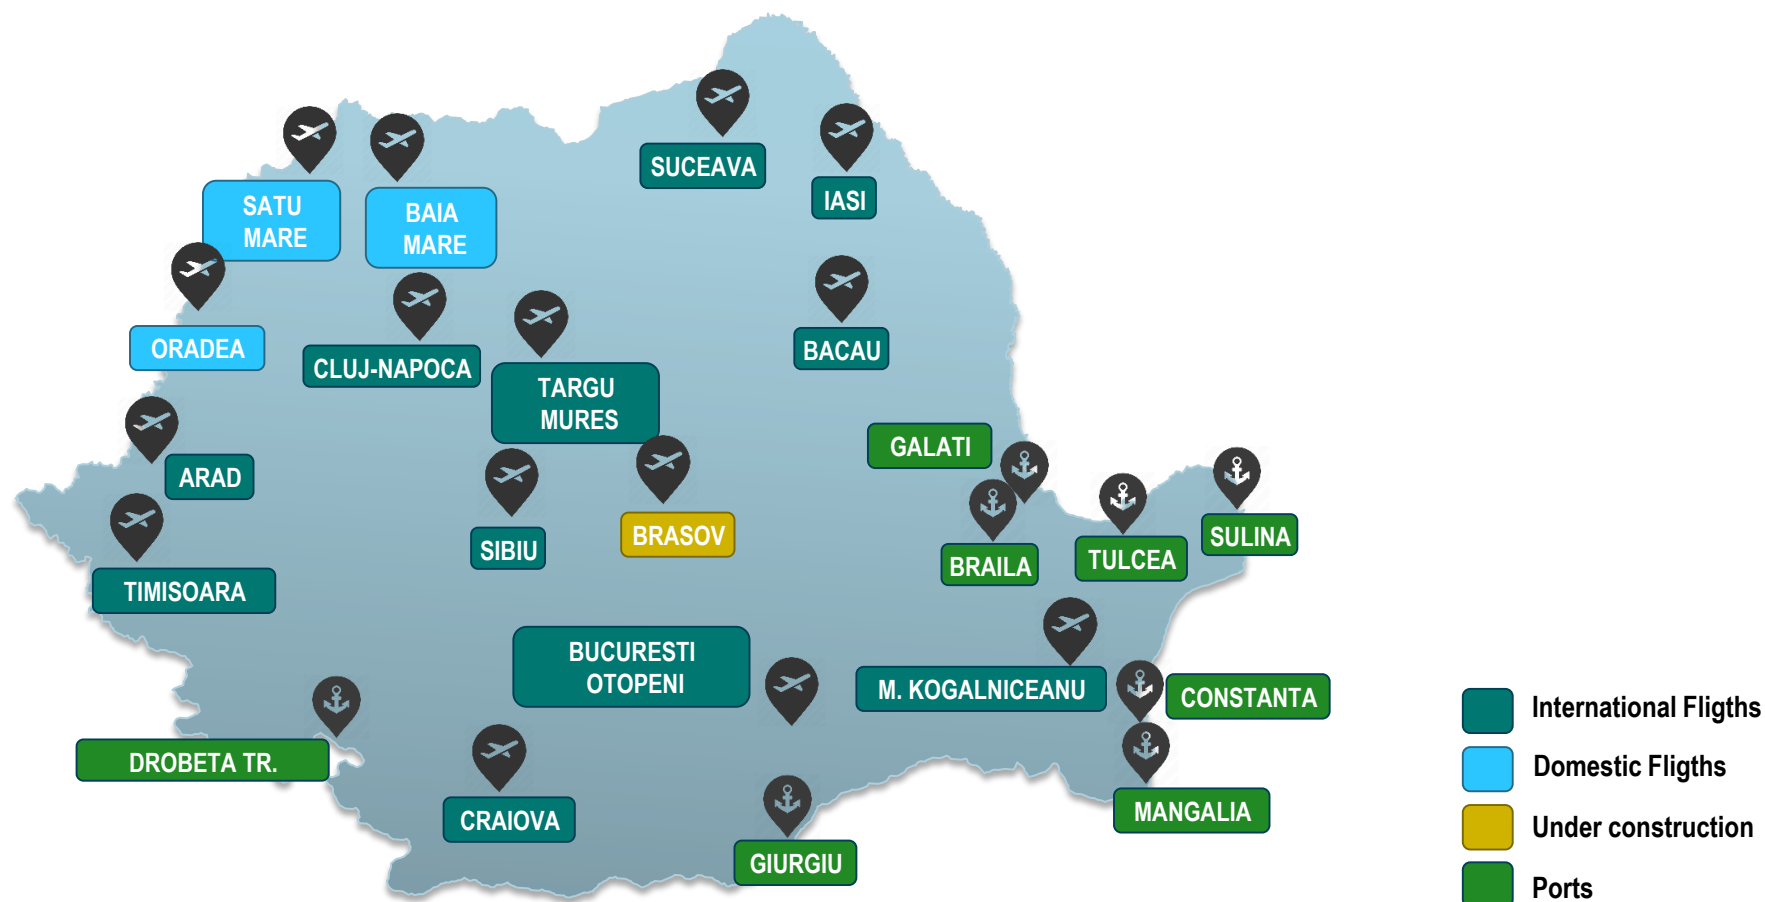 SUCEAVA
IASI
SATU
MARE
BAIA
MARE
ORADEA
CLUJ-NAPOCA
TARGU
MURES
BACAU
GALATI
ARAD
SIBIU
BRASOV
BRAILA
TULCEA
SULINA
TIMISOARA
BUCURESTI
OTOPENI
M. KOGALNICEANU
CONSTANTA
DROBETA TR.
CRAIOVA
GIURGIU
MANGALIA
International Fligths
Domestic Fligths
Under construction
Ports